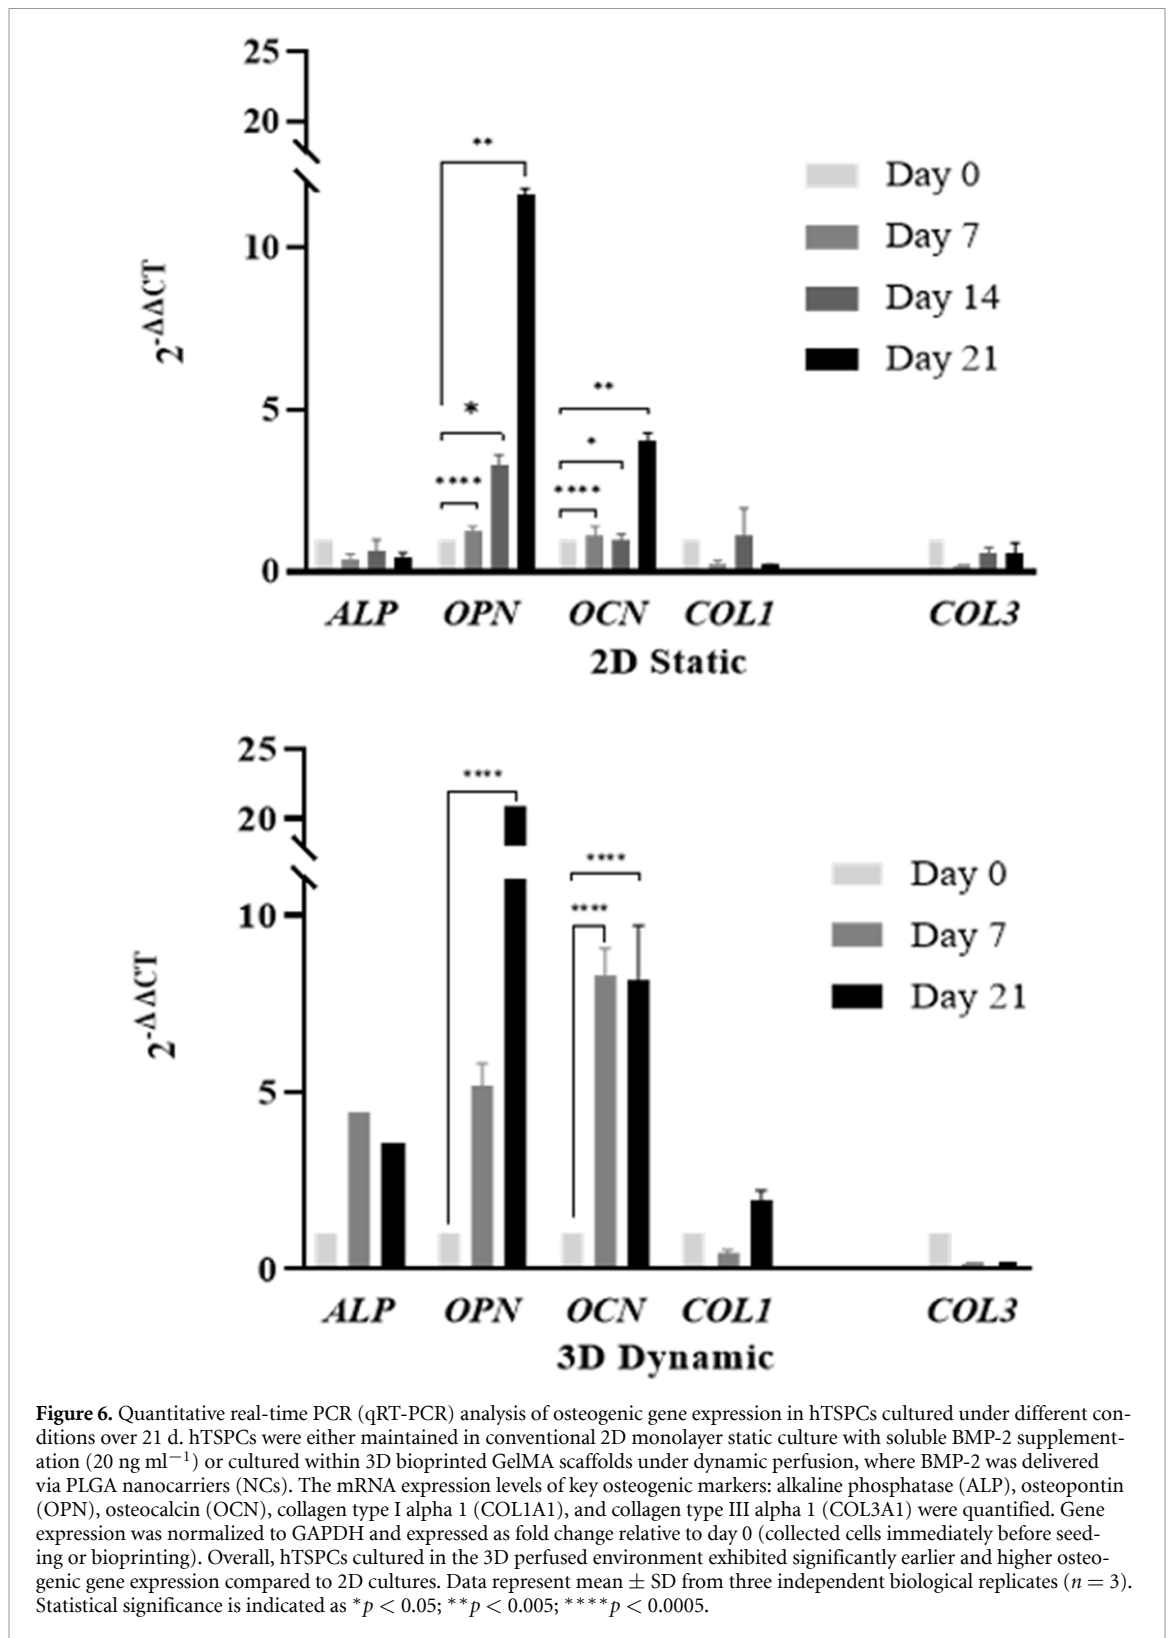 25
20
**
Day 0
Day 7
10
Day 14
2-ΔΔCT
Day 21
**
5
*
*
****
****
0
ALP OPN OCN COL1 COL3
2D Static
25
****
20
****
Day 0
****
10
Day 7
2-ΔΔCT
Day 21
5
0
ALP OPN OCN COL1 COL3
3D Dynamic
Figure 6. Quantitative real-time PCR (qRT-PCR) analysis of osteogenic gene expression in hTSPCs cultured under different con-
ditions over 21 d. hTSPCs were either maintained in conventional 2D monolayer static culture with soluble BMP-2 supplement-
ation (20 ng ml−1) or cultured within 3D bioprinted GelMA scaffolds under dynamic perfusion, where BMP-2 was delivered
via PLGA nanocarriers (NCs). The mRNA expression levels of key osteogenic markers: alkaline phosphatase (ALP), osteopontin
(OPN), osteocalcin (OCN), collagen type I alpha 1 (COL1A1), and collagen type III alpha 1 (COL3A1) were quantified. Gene
expression was normalized to GAPDH and expressed as fold change relative to day 0 (collected cells immediately before seed-
ing or bioprinting). Overall, hTSPCs cultured in the 3D perfused environment exhibited significantly earlier and higher osteo-
genic gene expression compared to 2D cultures. Data represent mean ± SD from three independent biological replicates (n = 3).
Statistical significance is indicated as *p < 0.05; **p < 0.005; ****p < 0.0005.